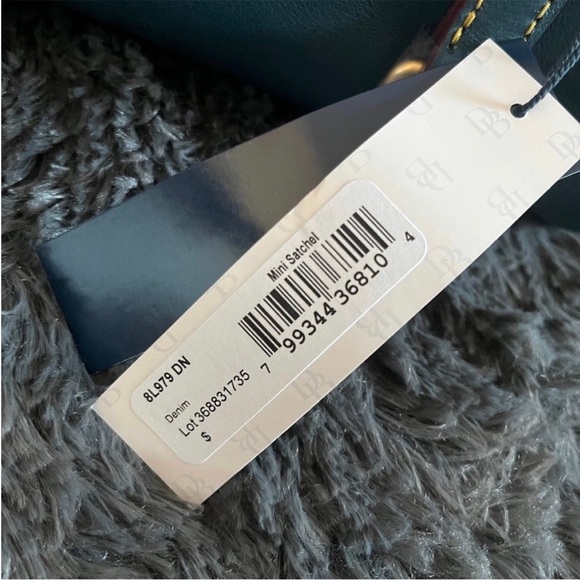 Mini Satchel
7 99344 36810 4
8L979 DN
Denim
Lot 368831735
$